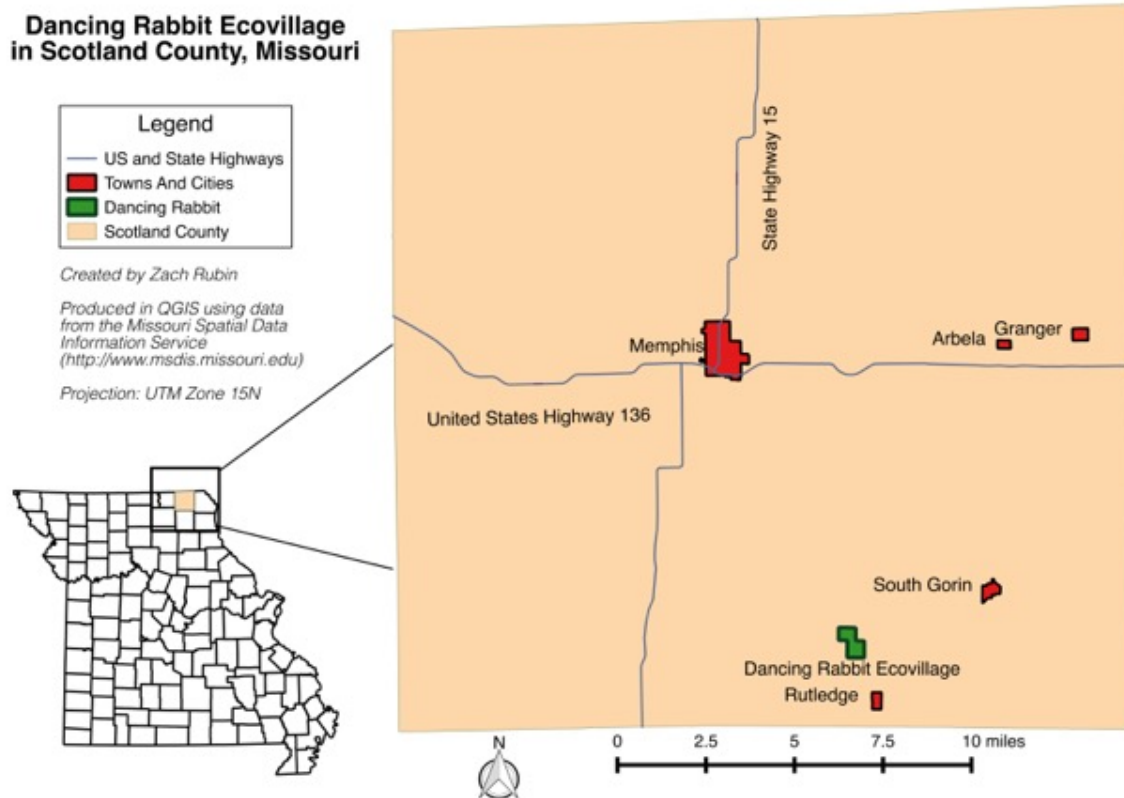 Dancing Rabbit Ecovillage
in Scotland County, Missouri
Legend
US and State Highways
Towns And Cities
Dancing Rabbit
Scotland County
Created by Zach Rubin
Produced in QGIS using data
from the Missouri Spatial Data
Information Service
(http://www.msdis.missouri.edu)
Projection: UTM Zone 15N
State Highway 15
Memphis
Arbela
Granger
United States Highway 136
South Gorin
Dancing Rabbit Ecovillage
Rutledge
N
0 2.5 5 7.5 10 miles